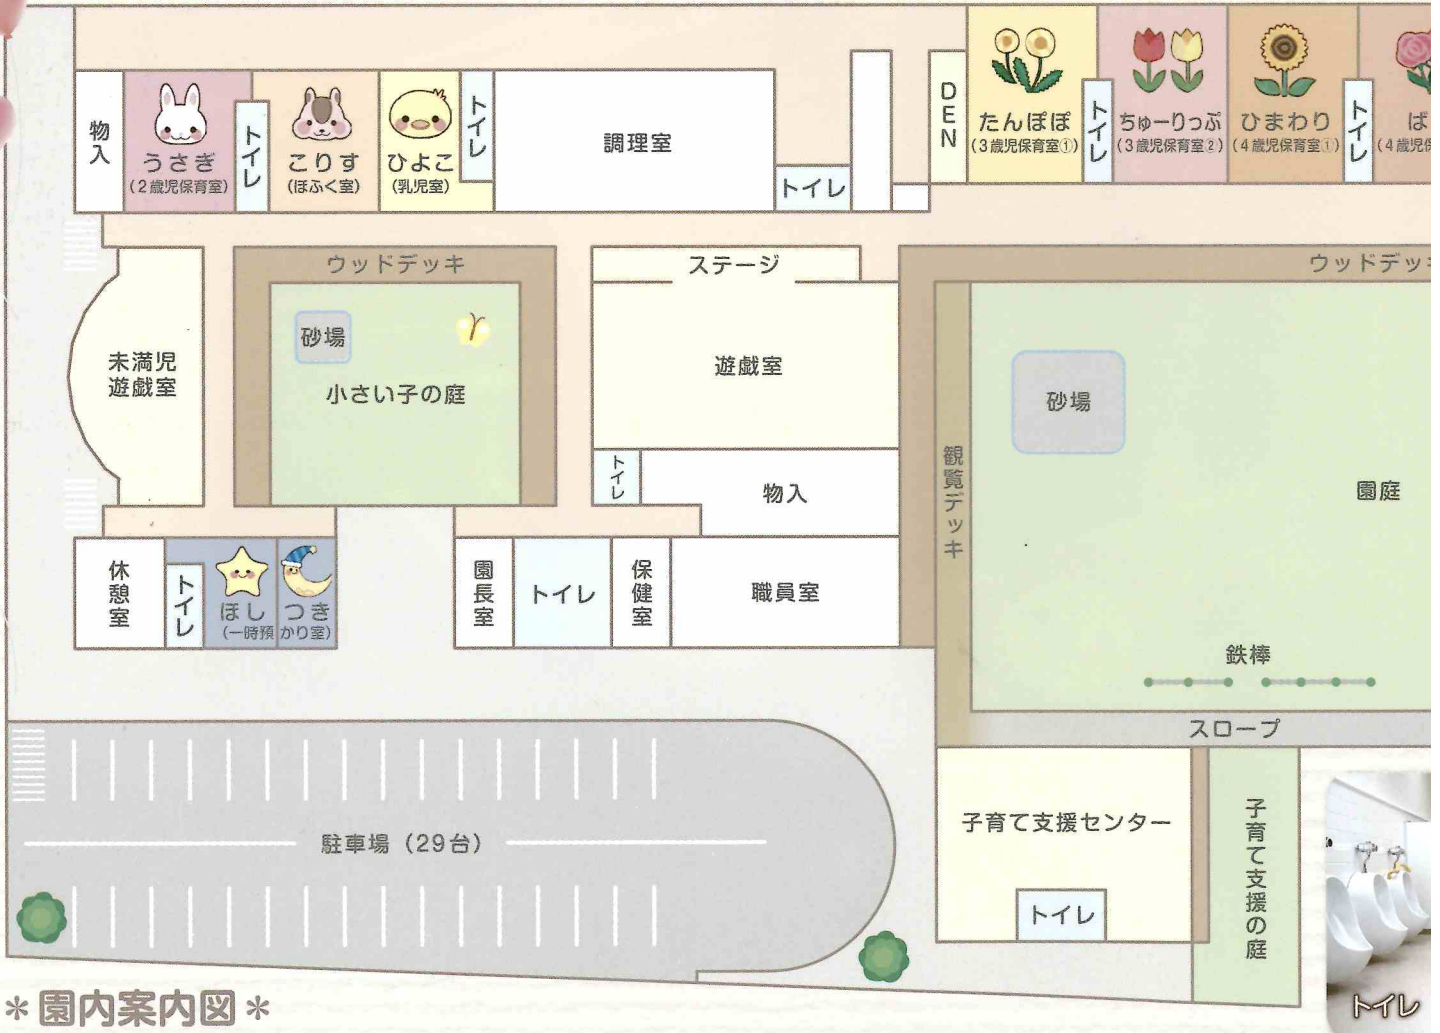 物入
うさぎ
(2歳児保育室)
トイレ
こりす
(ほふく室)
ひよこ
(乳児室)
トイレ
調理室
トイレ
DEN
たんぽぽ
(3歳児保育室①)
トイレ
ちゅーりっぷ
(3歳児保育室②)
ひまわり
(4歳児保育室①)
トイレ
ば
(4歳児保
ウッドデッキ
砂場
小さい子の庭
未満児
遊戯室
ステージ
遊戯室
トイレ
物入
ウッドデッキ
観覧デッキ
砂場
園庭
鉄棒
スロープ
休憩室
トイレ
ほし
つき
(一時預かり室)
園長室
トイレ
保健室
職員室
駐車場(29台)
子育て支援センター
トイレ
子育て支援の庭
トイレ
*園内案内図*